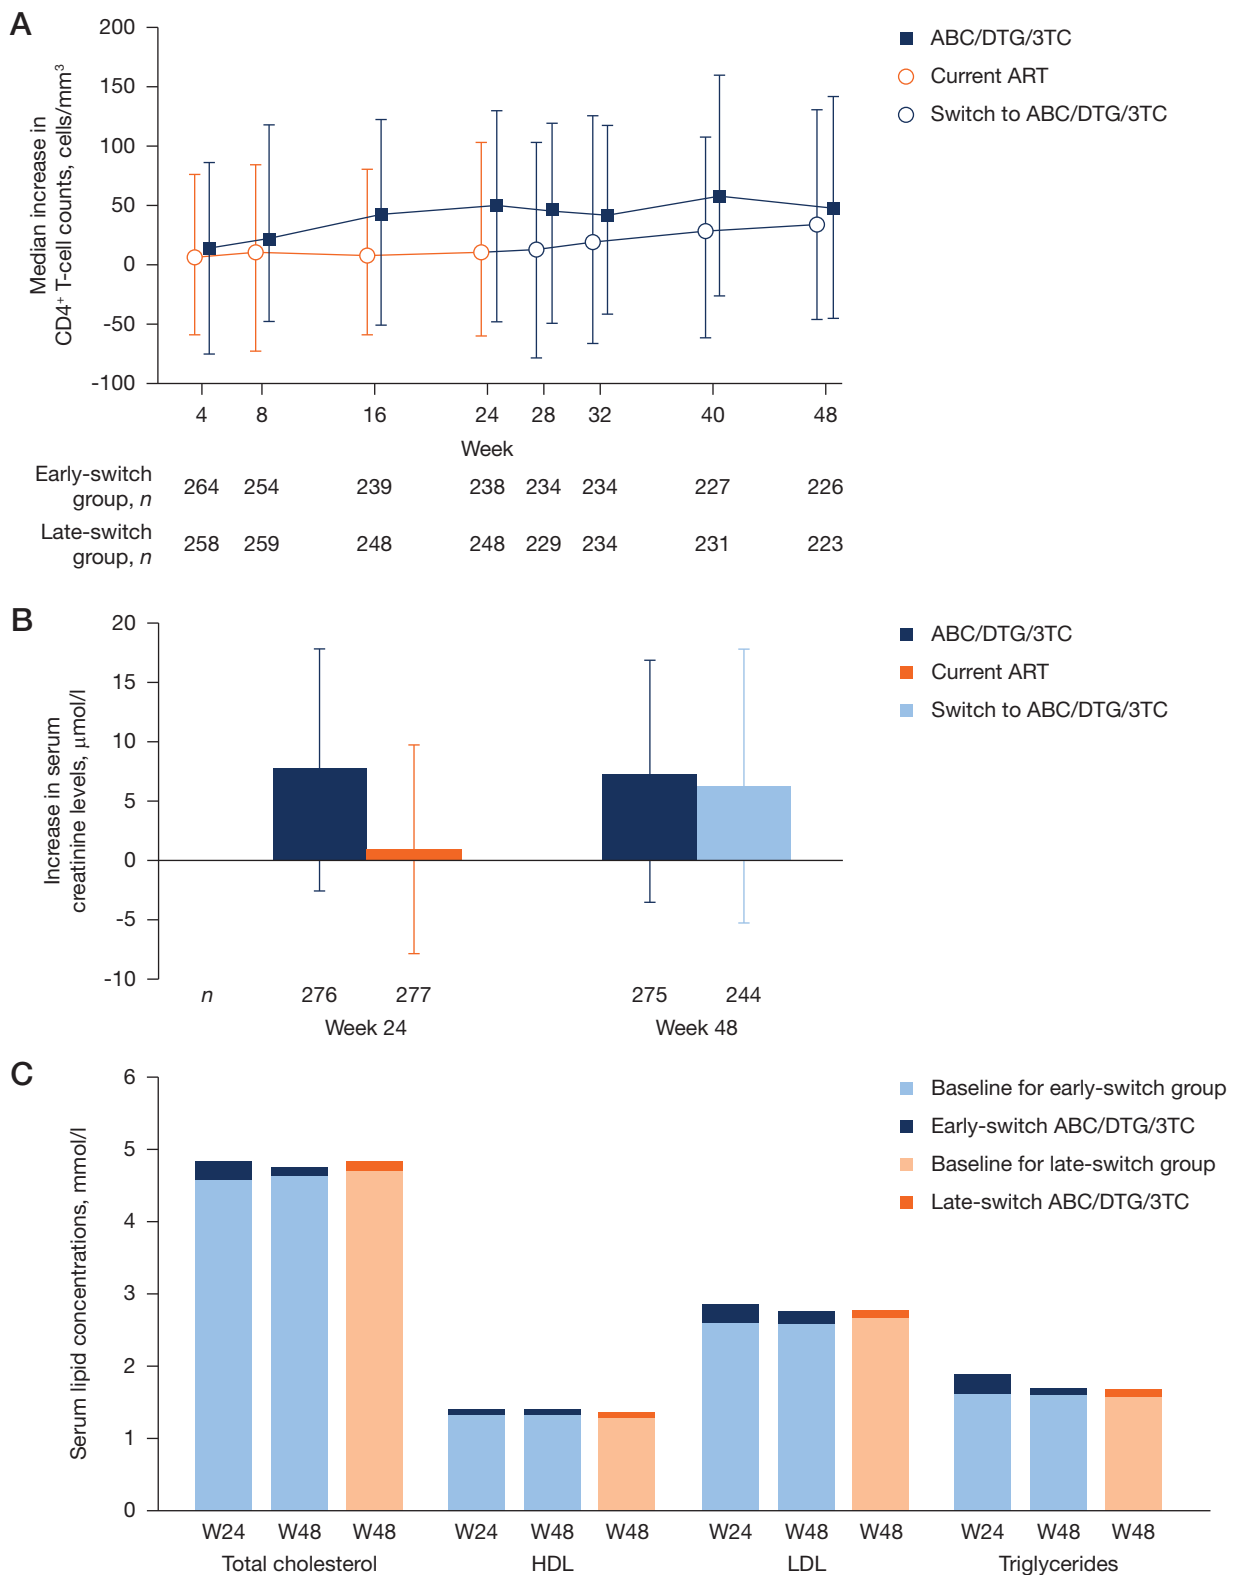 A
200
150
100
50
0
-50
-100
Median increase in
CD4⁺ T-cell counts, cells/mm³
ABC/DTG/3TC
Current ART
Switch to ABC/DTG/3TC
4 8 16 24 28 32 40 48
Week
Early-switch
group, n
264 254 239 238 234 234 227 226
Late-switch
group, n
258 259 248 248 229 234 231 223
B
20
15
10
5
0
-5
-10
Increase in serum
creatinine levels, μmol/l
ABC/DTG/3TC
Current ART
Switch to ABC/DTG/3TC
n 276 277 275 244
Week 24 Week 48
C
6
5
4
3
2
1
0
Serum lipid concentrations, mmol/l
Baseline for early-switch group
Early-switch ABC/DTG/3TC
Baseline for late-switch group
Late-switch ABC/DTG/3TC
W24 W48 W48 W24 W48 W48 W24 W48 W48 W24 W48 W48
Total cholesterol HDL LDL Triglycerides